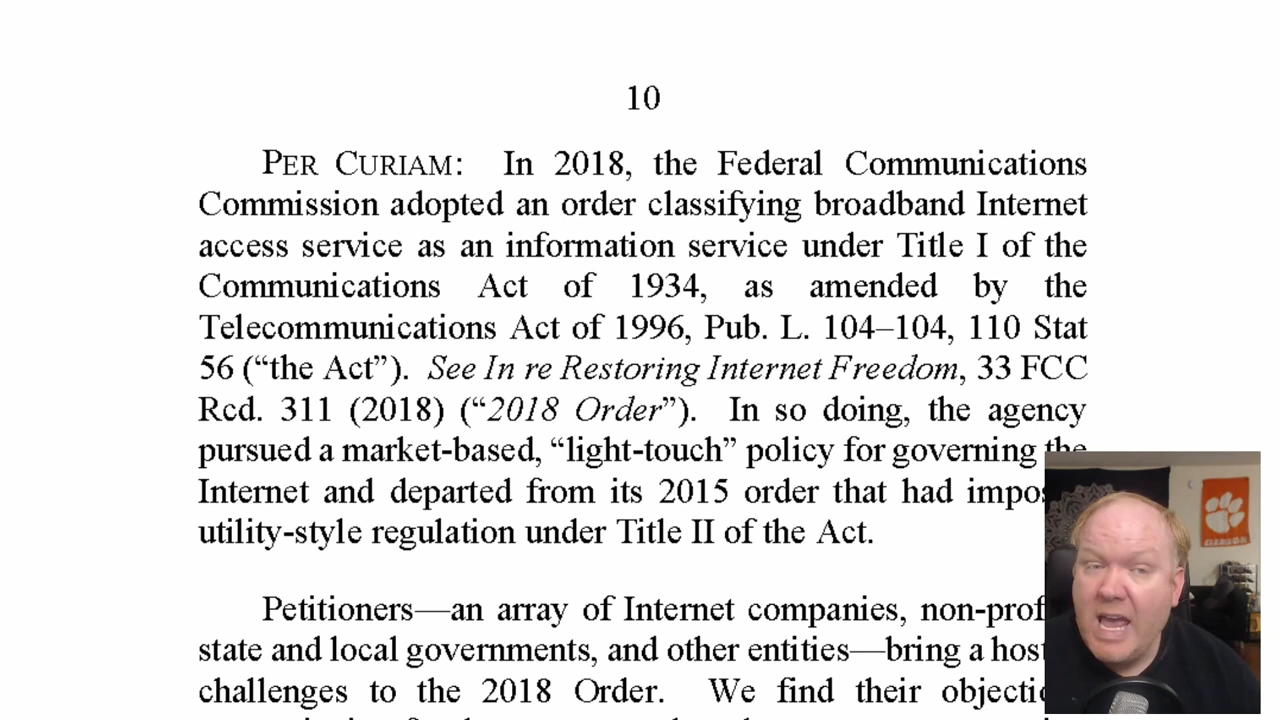 10
PER CURIAM: In 2018, the Federal Communications
Commission adopted an order classifying broadband Internet
access service as an information service under Title I of the
Communications Act of 1934, as amended by the
Telecommunications Act of 1996, Pub. L. 104–104, 110 Stat
56 (“the Act”). See In re Restoring Internet Freedom, 33 FCC
Rcd. 311 (2018) (“2018 Order”). In so doing, the agency
pursued a market-based, “light-touch” policy for governing the
Internet and departed from its 2015 order that had
utility-style regulation under Title II of the Act.
Petitioners—an array of Internet companies,
state and local governments, and other entities—bring a host
challenges to the 2018 Order. We find their
CLEMSON